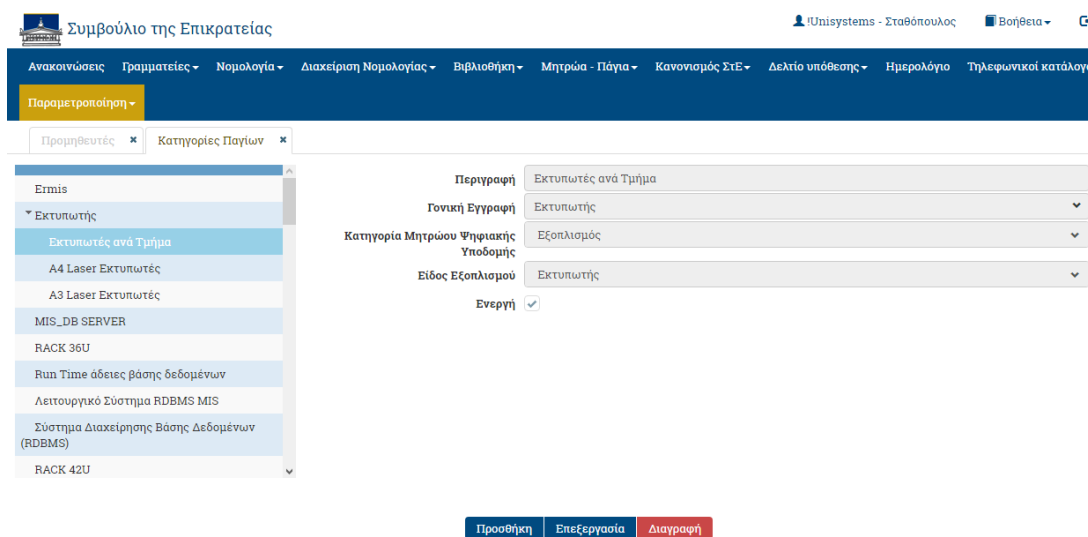 Συμβούλιο της Επικρατείας
!Unisystems - Σταθόπουλος Βοήθεια
Ανακοινώσεις Γραμματείες Νομολογία Διαχείριση Νομολογίας Βιβλιοθήκη Μητρώα - Πάγια Κανονισμός ΣτΕ Δελτίο υπόθεσης Ημερολόγιο Τηλεφωνικοί κατάλογο
Παραμετροποίηση
Προμηθευτές Κατηγορίες Παγίων
Ermis
Εκτυπωτής
Εκτυπωτές ανά Τμήμα
A4 Laser Εκτυπωτές
A3 Laser Εκτυπωτές
MIS_DB SERVER
RACK 36U
Run Time άδειες βάσης δεδομένων
Λειτουργικό Σύστημα RDBMS MIS
Σύστημα Διαχείρησης Βάσης Δεδομένων
(RDBMS)
RACK 42U
Περιγραφή Εκτυπωτές ανά Τμήμα
Γονική Εγγραφή Εκτυπωτής
Κατηγορία Μητρώου Ψηφιακής Εξοπλισμός
Υποδομής
Είδος Εξοπλισμού Εκτυπωτής
Ενεργή
Προσθήκη Επεξεργασία Διαγραφή